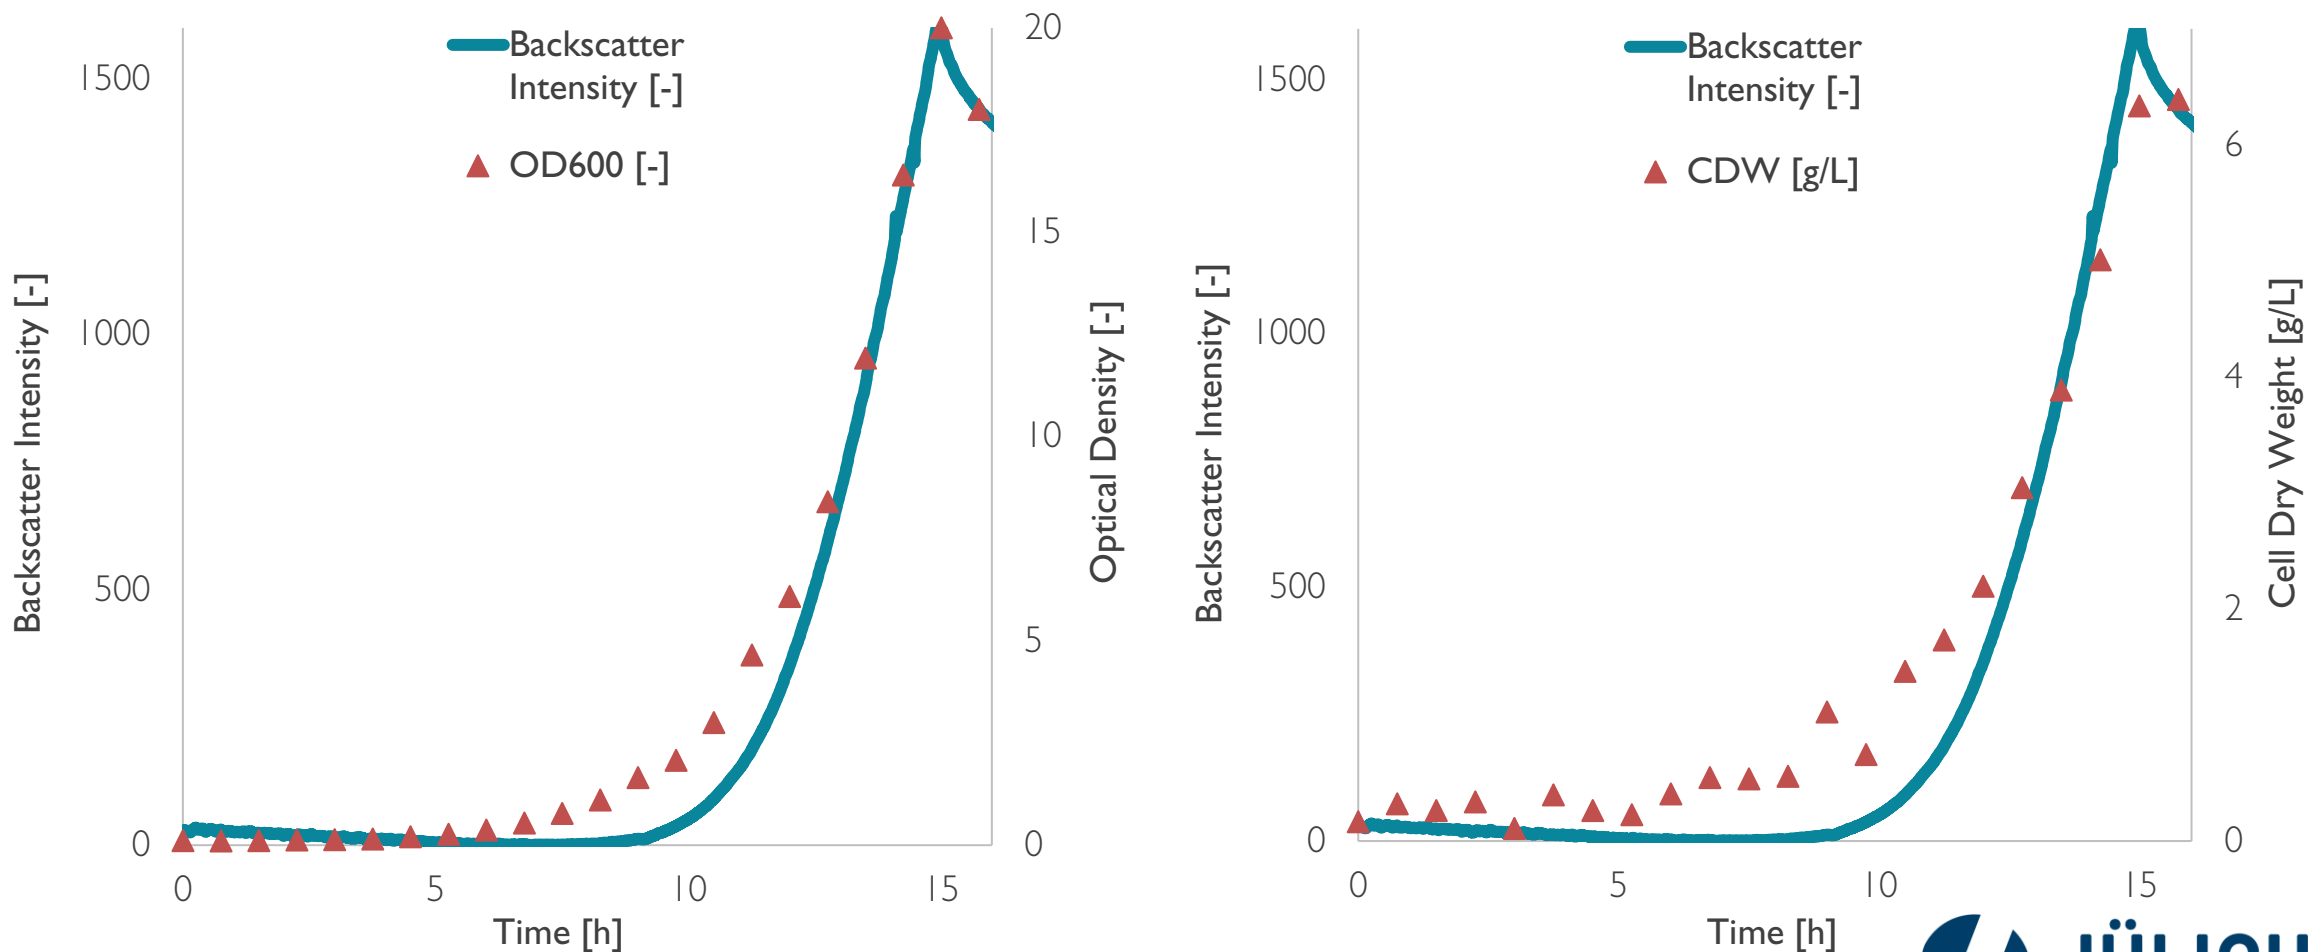 Backscatter
Intensity [-]
OD600 [-]
Backscatter Intensity [-]
1500
1000
500
0
20
15
10
5
0
Optical Density [-]
0
5
10
15
Time [h]
Backscatter
Intensity [-]
CDW [g/L]
Backscatter Intensity [-]
1500
1000
500
0
6
4
2
0
Cell Dry Weight [g/L]
0
5
10
15
Time [h]